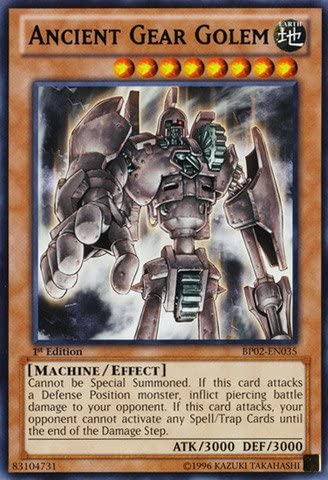 ANCIENT GEAR GOLEM
EARTH
地
1st Edition
BP02-EN035
[MACHINE/EFFECT]
Cannot be Special Summoned. If this card attacks
a Defense Position monster, inflict piercing battle
damage to your opponent. If this card attacks, your
opponent cannot activate any Spell/Trap Cards until
the end of the Damage Step.
ATK/3000 DEF/3000
83104731
©1996 KAZUKI TAKAHASHI